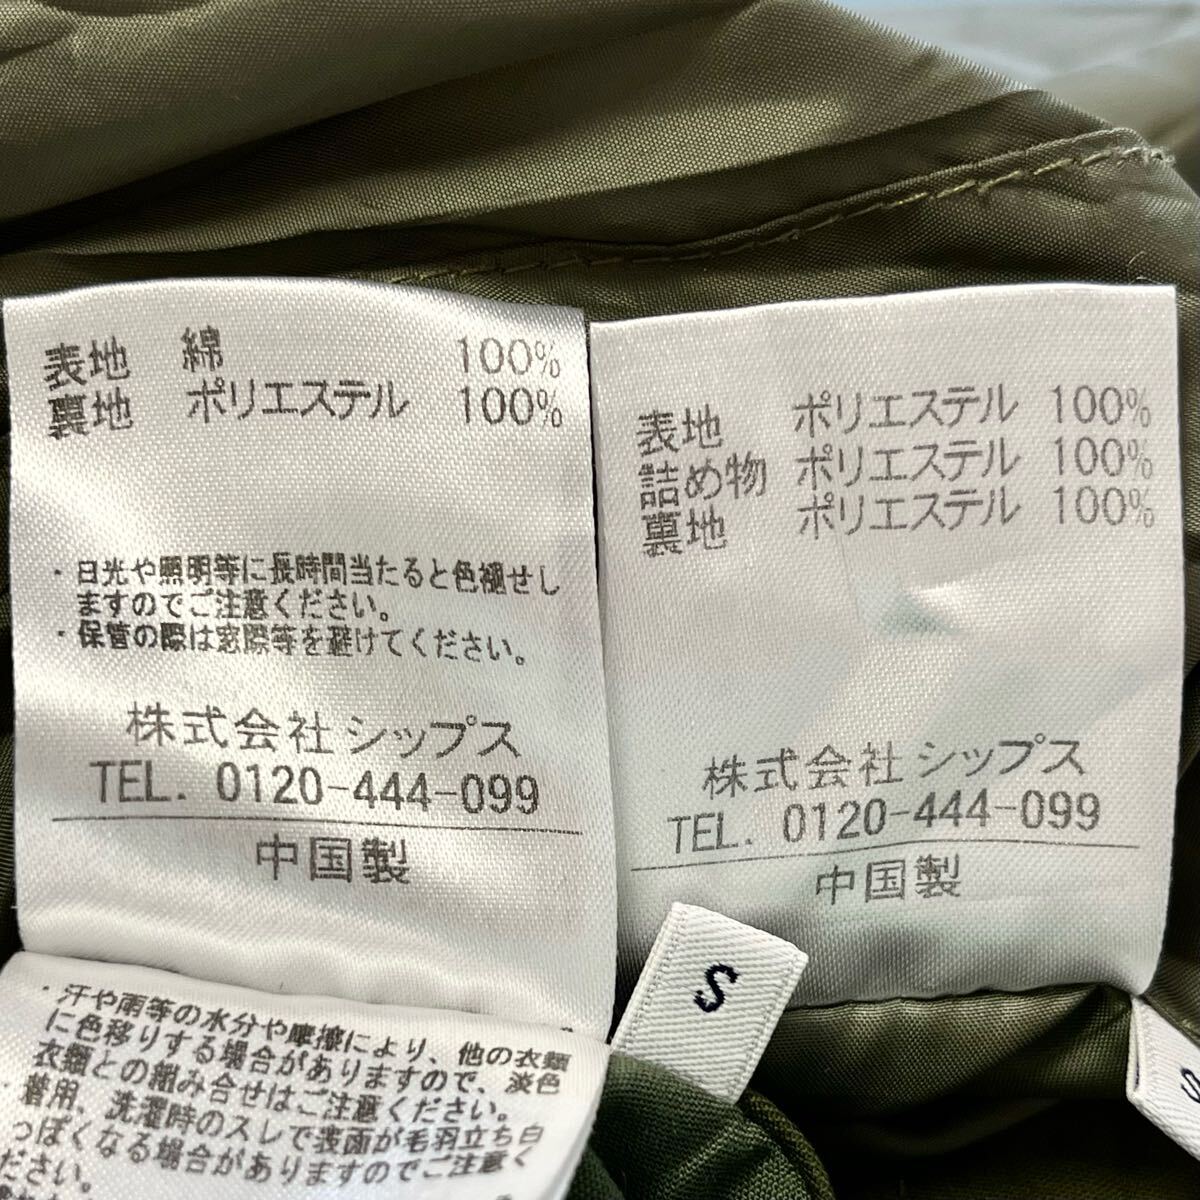 表地 綿 100%
裏地 ポリエステル 100%
・日光や照明等に長時間当たると色褪せし
ますのでご注意ください。
・保管の際は窓際等を避けてください。
株式会社シップス
TEL. 0120-444-099
中国製
表地 ポリエステル 100%
詰め物 ポリエステル 100%
裏地 ポリエステル 100%
株式会社シップス
TEL. 0120-444-099
中国製
S
・汗や雨等の水分や摩擦により、他の衣類
に色移りする場合がありますので、淡色
衣類との組み合せはご注意ください。
・着用、洗濯時のスレで表面が毛羽立ち白
っぽくなる場合がありますのでご注意く
ださい。